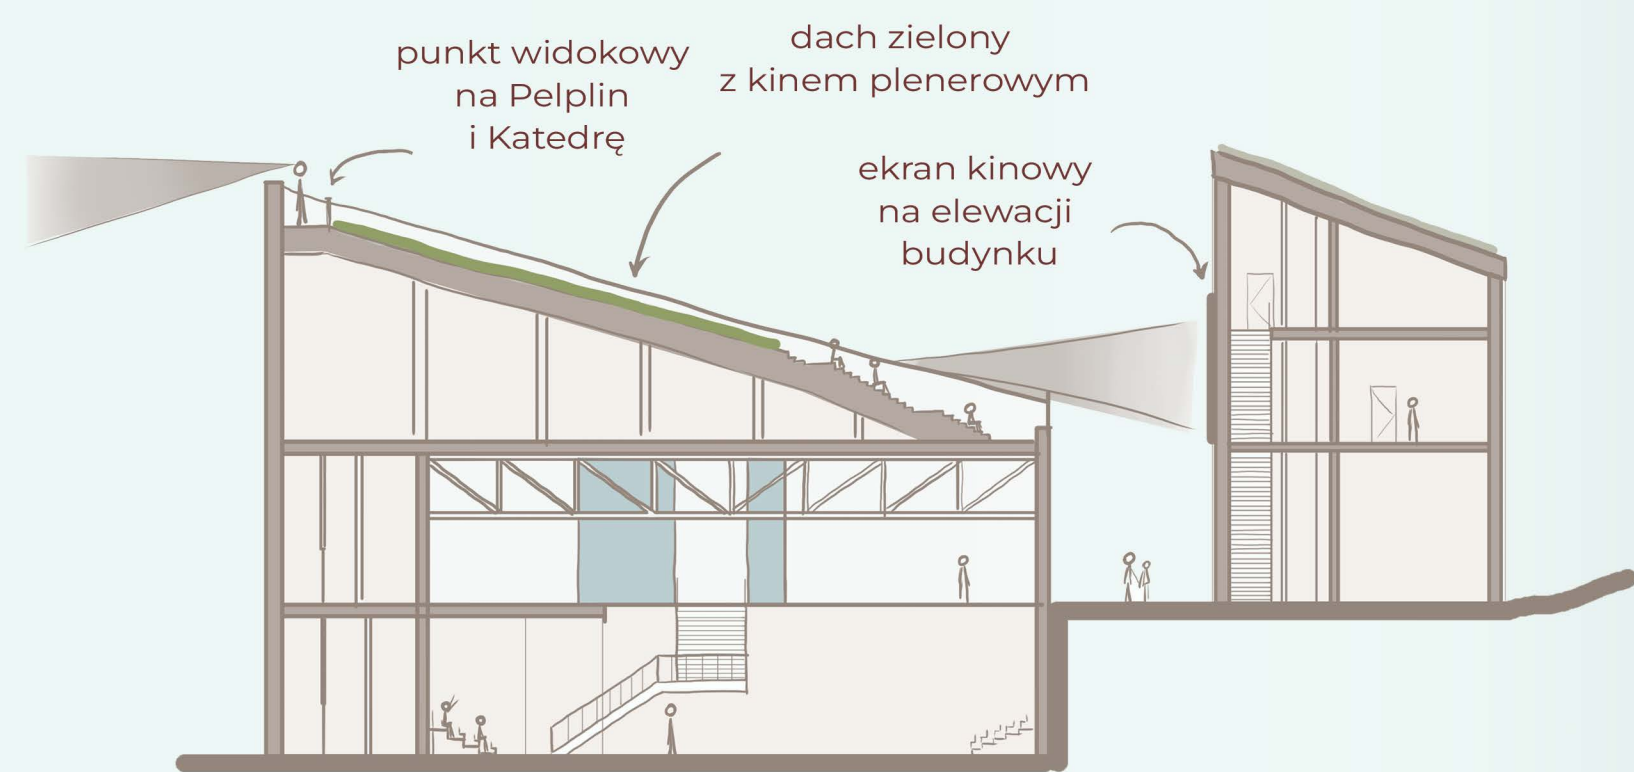 punkt widokowy
na Pelplin
i Katedrę
dach zielony
z kinem plenerowym
ekran kinowy
na elewacji
budynku